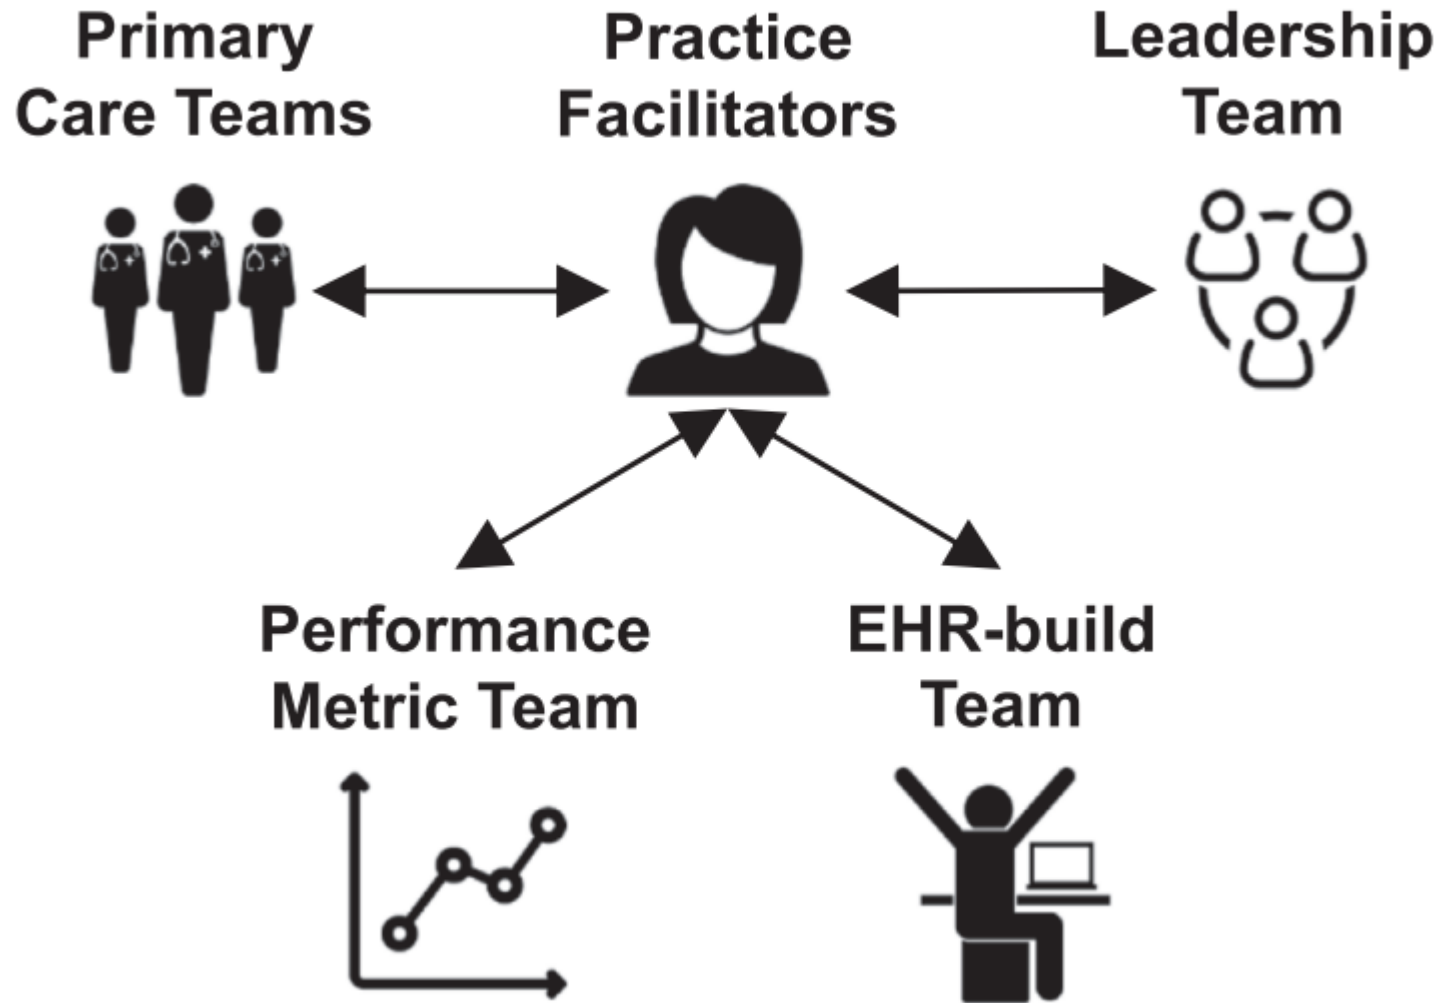 Primary
Care Teams
Practice
Facilitators
Leadership
Team
Performance
Metric Team
EHR-build
Team